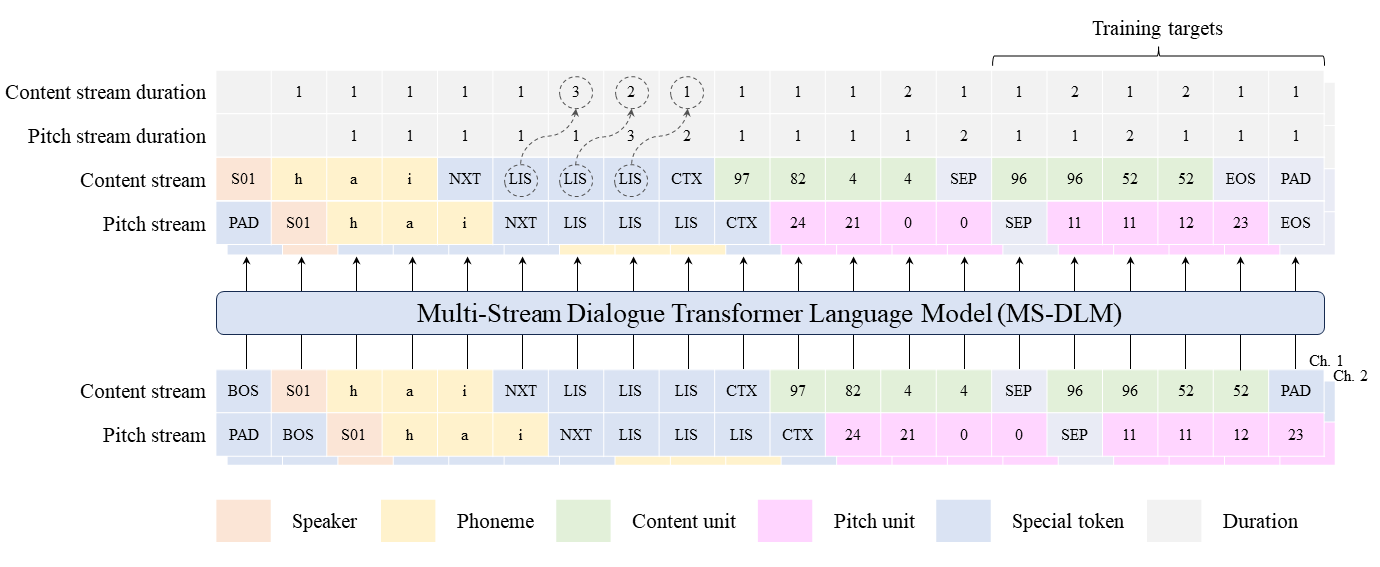 Training targets
Content stream duration 1 1 1 1 1 3 2 1 1 1 1 2 1 1 2 1 2 1 1
Pitch stream duration 1 1 1 1 1 3 2 1 1 1 1 2 1 1 2 1 1 1
Content stream S01 h a i NXT LIS LIS LIS CTX 97 82 4 4 SEP 96 96 52 52 EOS PAD
Pitch stream PAD S01 h a i NXT LIS LIS LIS CTX 24 21 0 0 SEP 11 11 12 23 EOS
Multi-Stream Dialogue Transformer Language Model (MS-DLM)
Ch. 1
Ch. 2
Content stream BOS S01 h a i NXT LIS LIS LIS CTX 97 82 4 4 SEP 96 96 52 52 PAD
Pitch stream PAD BOS S01 h a i NXT LIS LIS LIS CTX 24 21 0 0 SEP 11 11 12 23
Speaker Phoneme Content unit Pitch unit Special token Duration